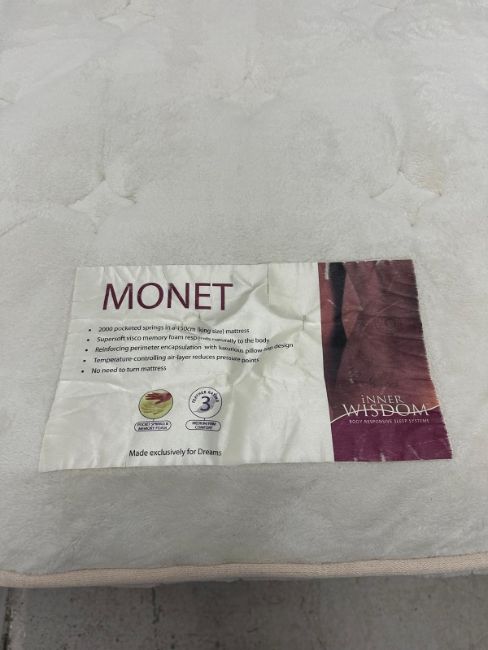 MONET
• 2000 pocketed springs in a 150cm (king size) mattress
• Supersoft visco memory foam responds naturally to the body
• Reinforcing perimeter encapsulation with luxurious pillow top design
• Temperature-controlling air-layer reduces pressure points
• No need to turn mattress
3
POCKET SPRINGS &
MEMORY FOAM
MEDIUM FIRM
COMFORT
Made exclusively for Dreams
iNNER
WISDOM
BODY RESPONSIVE SLEEP SYSTEMS